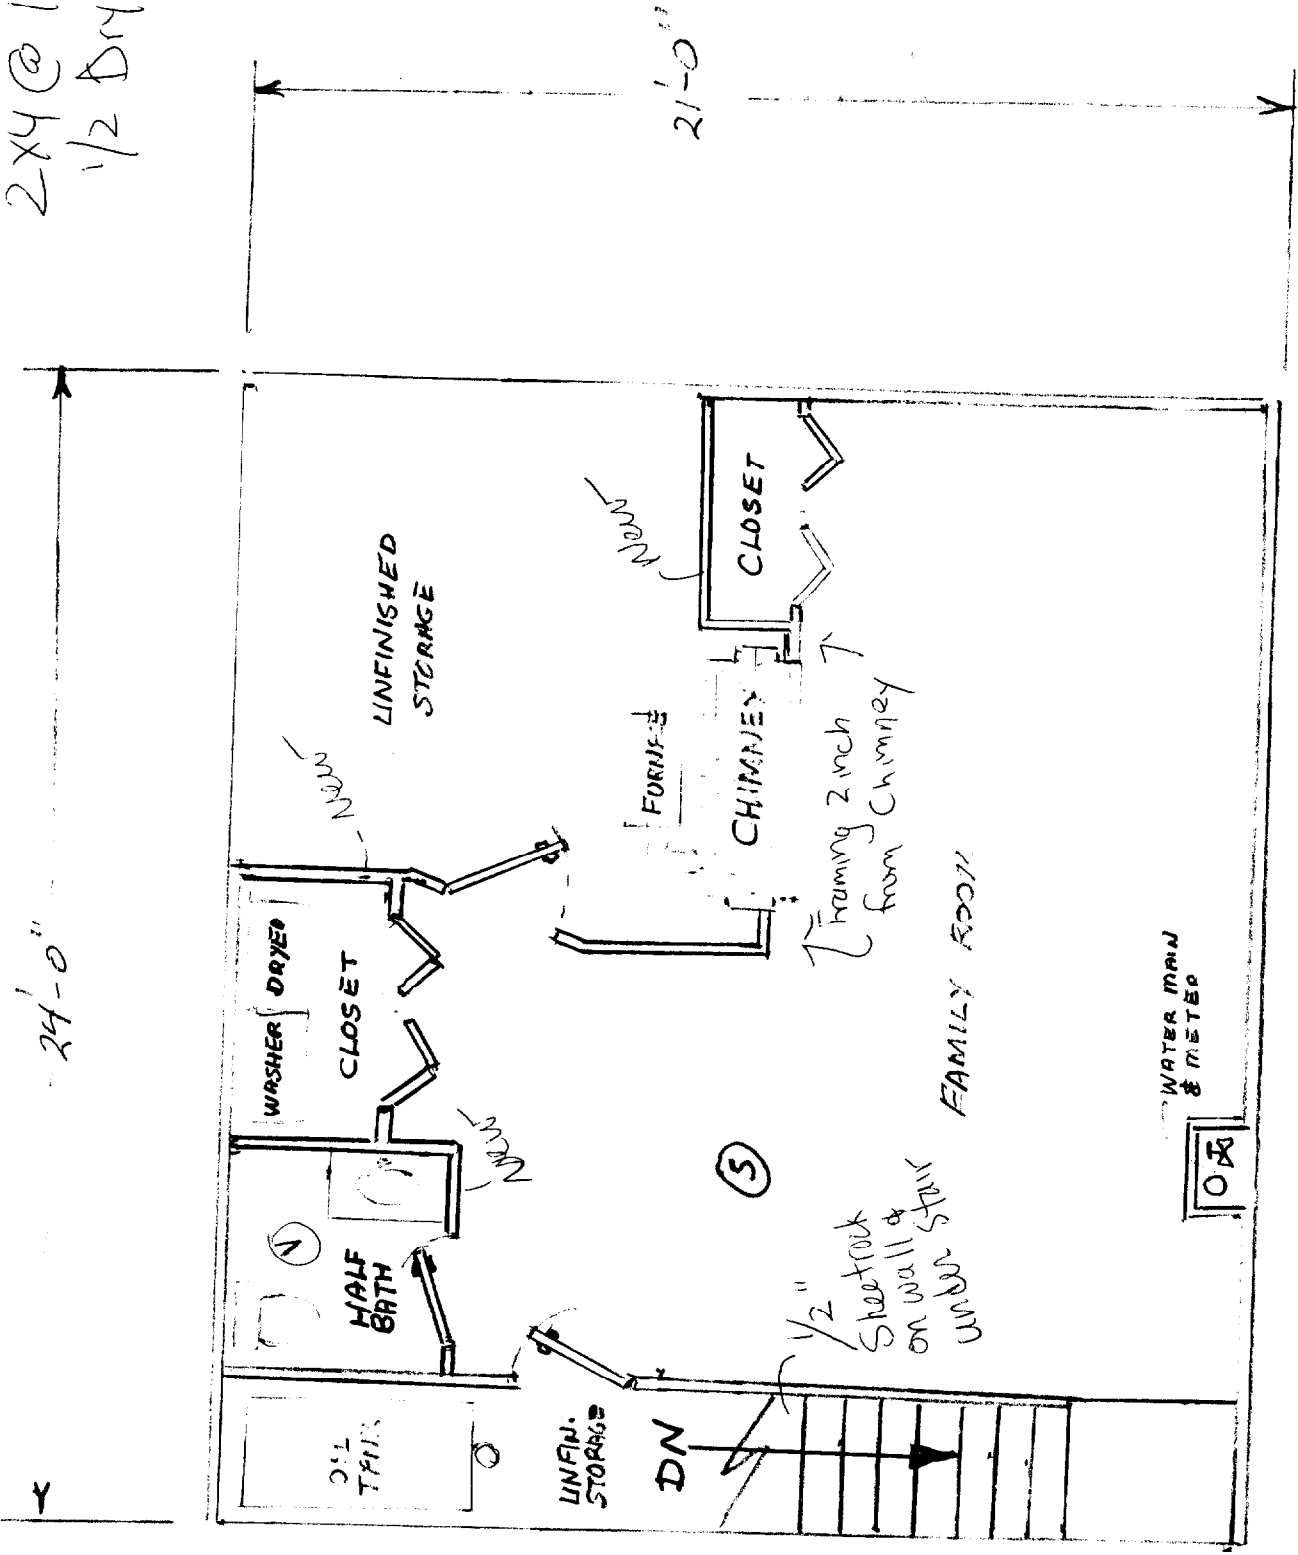 2x4 @ 1
1/2 Dry
24'-0"
21'-0"
UNFINISHED
STORAGE
New
New
CLOSET
WASHER DRYER
CLOSET
FURNACE
CHIMNEY
Framing 2 inch
from Chimney
New
V
HALF
BATH
S
FAMILY ROOM
WATER MAIN
& METER
OIL
TANK
UNFIN.
STORAGE
DN
1/2"
Sheetrock
on wall &
under Stair